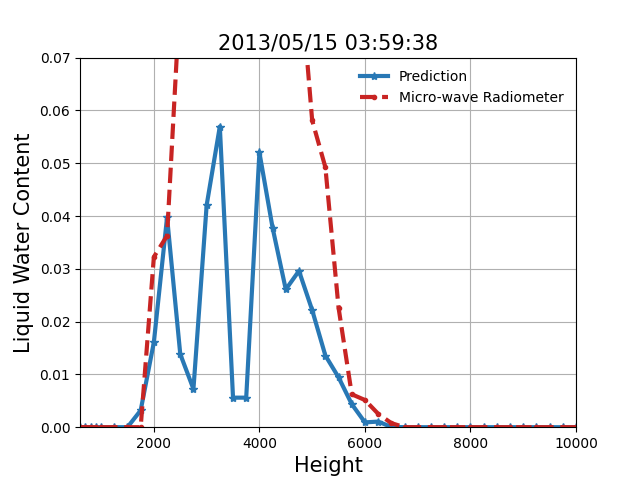 2013/05/15 03:59:38
Prediction
Micro-wave Radiometer
Liquid Water Content
0.07
0.06
0.05
0.04
0.03
0.02
0.01
0.00
2000 4000 6000 8000 10000
Height